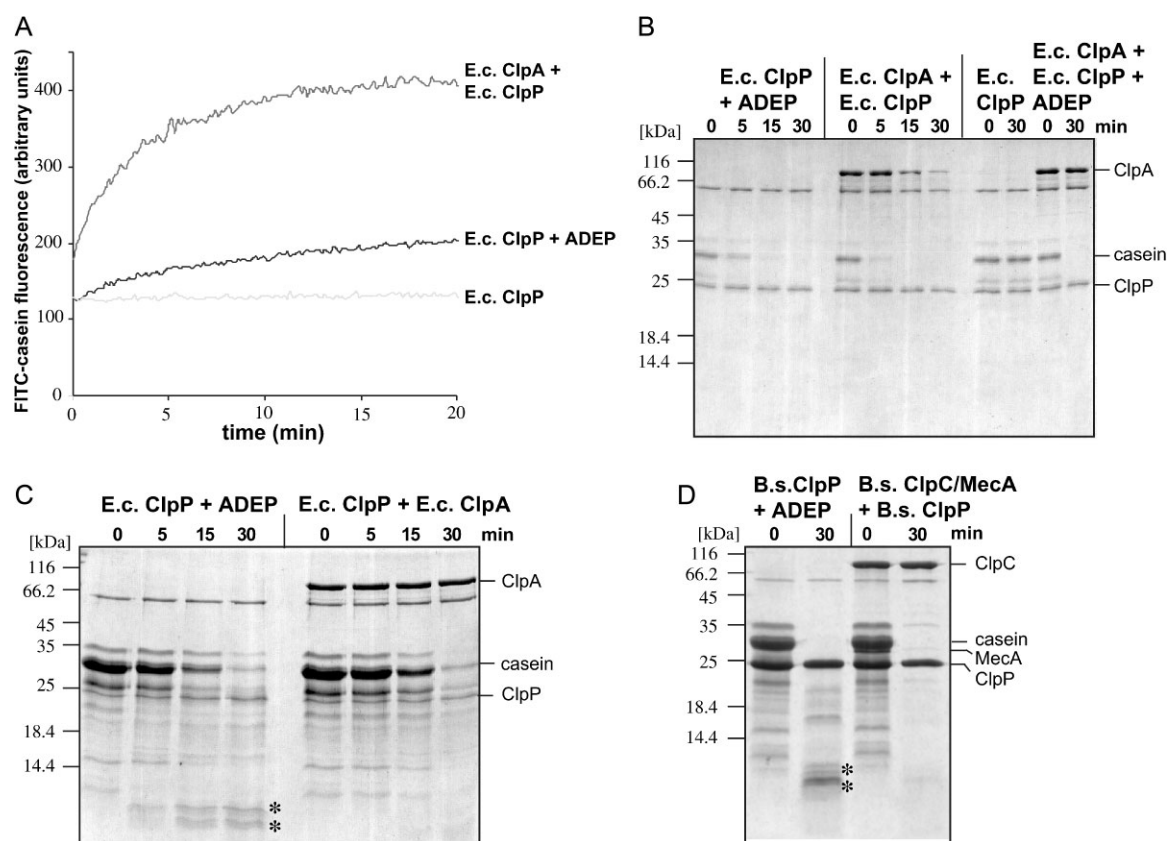 A
FITC-casein fluorescence (arbitrary units)
400
300
200
100
0
0 5 10 15 20
time (min)
E.c. ClpA +
E.c. ClpP
E.c. ClpP + ADEP
E.c. ClpP
B
E.c. ClpP
+ ADEP
E.c. ClpA +
E.c. ClpP
E.c.
ClpP
E.c. ClpA +
E.c. ClpP +
ADEP
[kDa] 0 5 15 30 0 5 15 30 0 30 0 30 min
116
66.2
45
35
25
18.4
14.4
ClpA
casein
ClpP
C
E.c. ClpP + ADEP E.c. ClpP + E.c. ClpA
[kDa] 0 5 15 30 0 5 15 30 min
116
66.2
45
35
25
18.4
14.4
ClpA
casein
ClpP
*
*
D
B.s.ClpP
+ ADEP
B.s. ClpC/MecA
+ B.s. ClpP
[kDa] 0 30 0 30 min
116
66.2
45
35
25
18.4
14.4
ClpC
casein
MecA
ClpP
*
*